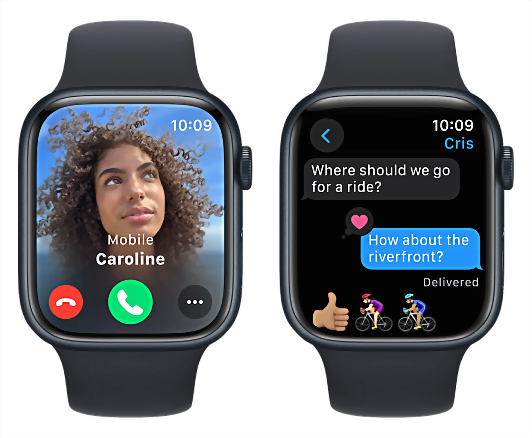 10:09
Mobile
Caroline
10:09
Cris
Where should we go
for a ride?
How about the
riverfront?
Delivered